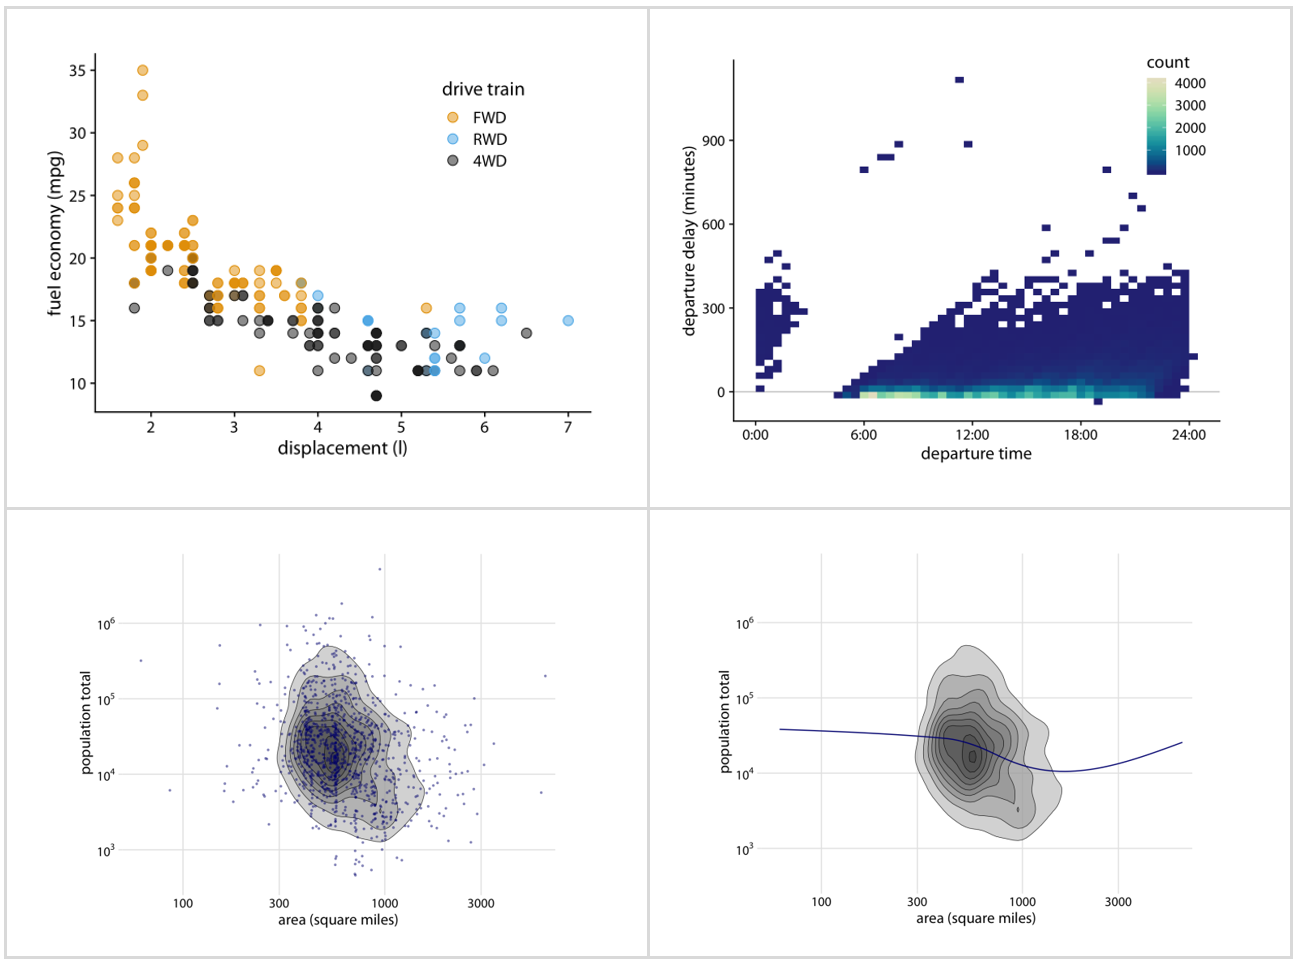 35
30
25
20
15
10
fuel economy (mpg)
drive train
FWD
RWD
4WD
2 3 4 5 6 7
displacement (l)
count
4000
3000
2000
1000
900
600
300
0
departure delay (minutes)
0:00 6:00 12:00 18:00 24:00
departure time
10⁶
10⁵
10⁴
10³
population total
100 300 1000 3000
area (square miles)
10⁶
10⁵
10⁴
10³
population total
100 300 1000 3000
area (square miles)